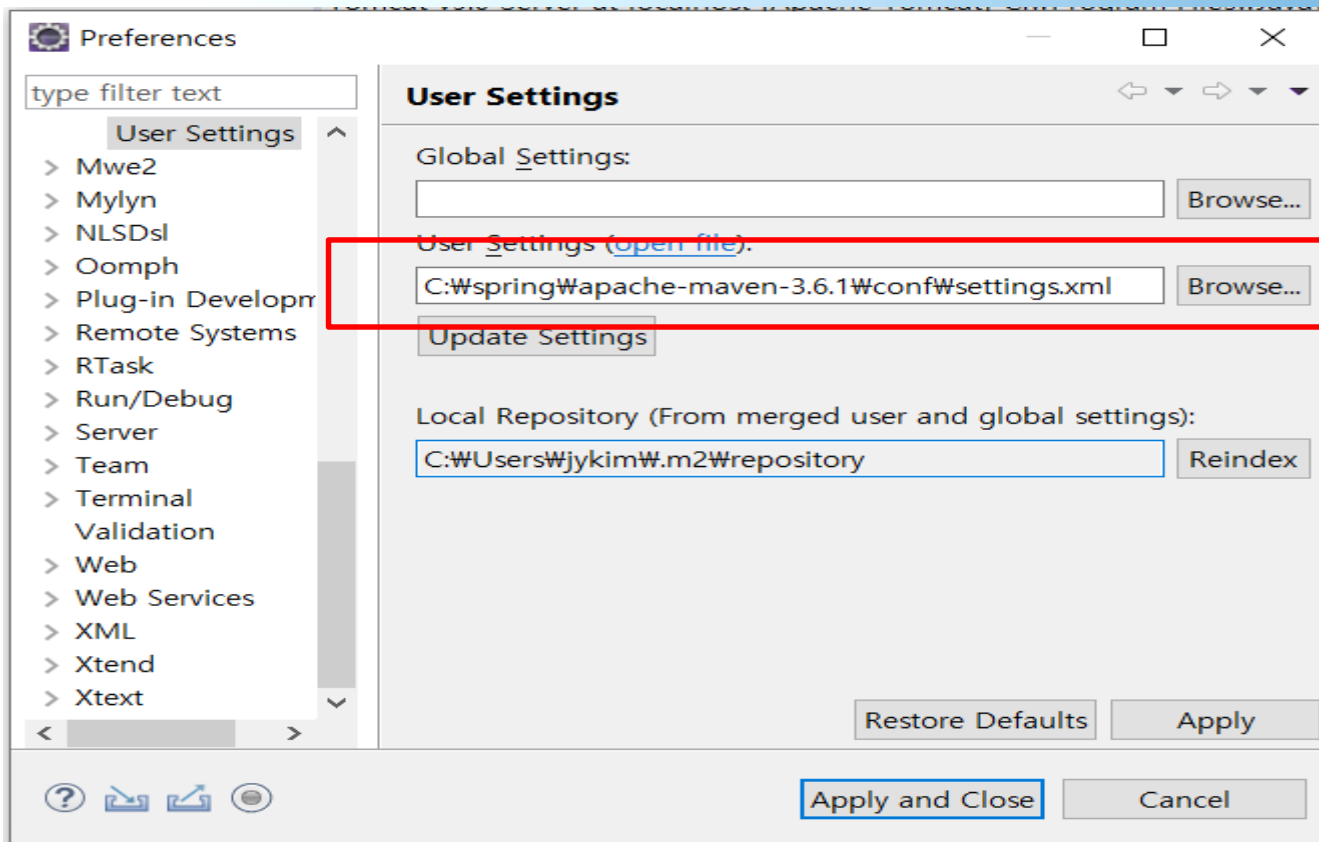 Preferences
type filter text
User Settings
Mwe2
Mylyn
NLSDsl
Oomph
Plug-in Developm
Remote Systems
RTask
Run/Debug
Server
Team
Terminal
Validation
Web
Web Services
XML
Xtend
Xtext
User Settings
Global Settings:
Browse...
User Settings (open file):
C:₩spring₩apache-maven-3.6.1₩conf₩settings.xml Browse...
Update Settings
Local Repository (From merged user and global settings):
C:₩Users₩jykim₩.m2₩repository Reindex
Restore Defaults Apply
Apply and Close Cancel